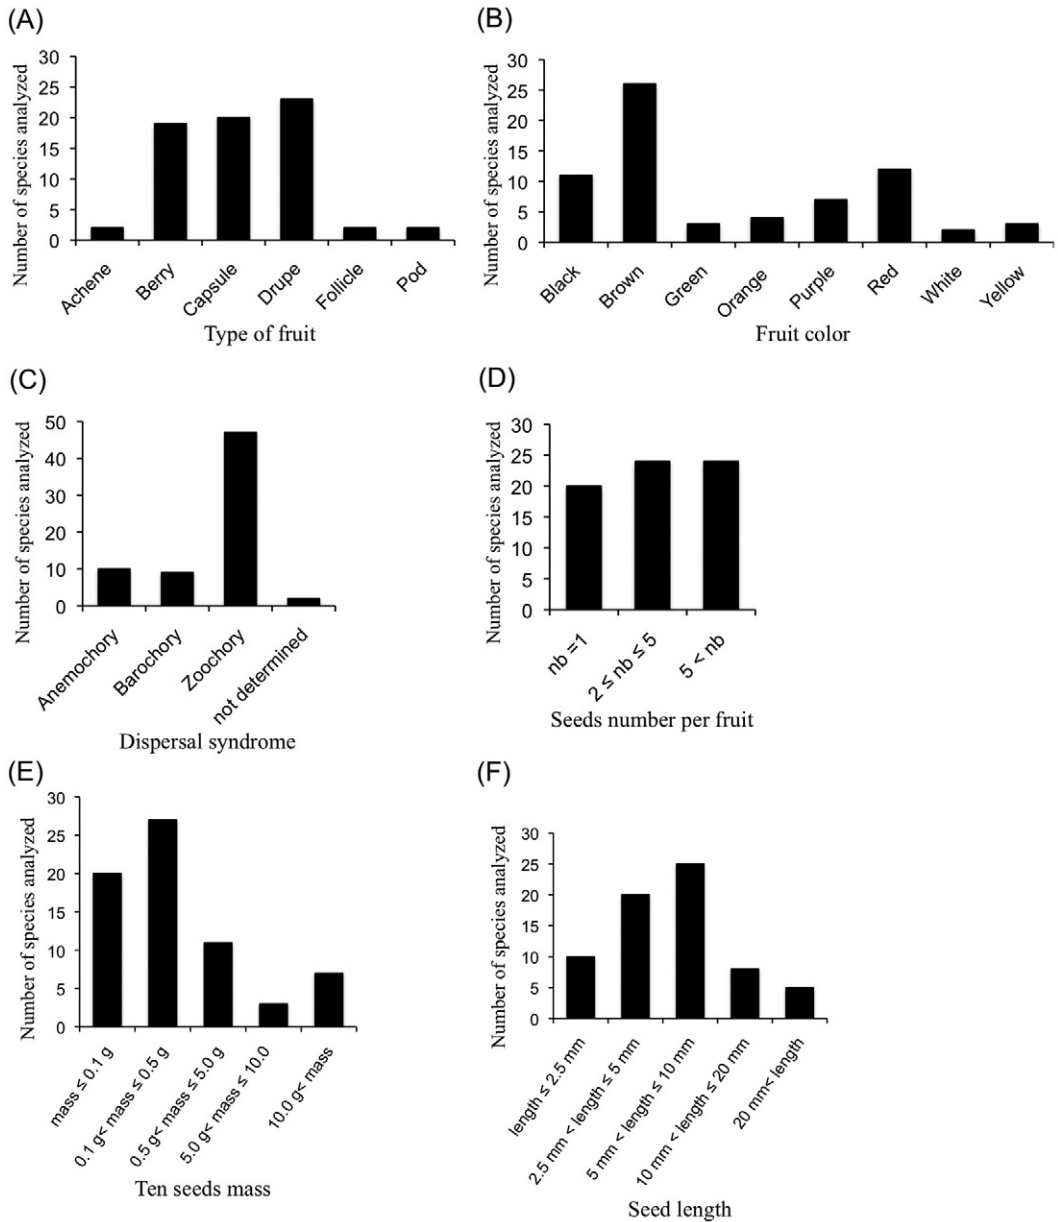 (A)
Number of species analyzed
30
25
20
15
10
5
0
Achene
Berry
Capsule
Drupe
Follicle
Pod
Type of fruit
(B)
Number of species analyzed
30
25
20
15
10
5
0
Black
Brown
Green
Orange
Purple
Red
White
Yellow
Fruit color
(C)
Number of species analyzed
50
40
30
20
10
0
Anemochory
Barochory
Zoochory
not determined
Dispersal syndrome
(D)
Number of species analyzed
30
25
20
15
10
5
0
nb =1
2 ≤ nb ≤ 5
5 < nb
Seeds number per fruit
(E)
Number of species analyzed
30
25
20
15
10
5
0
mass ≤ 0.1 g
0.1 g< mass ≤ 0.5 g
0.5 g< mass ≤ 5.0 g
5.0 g< mass ≤ 10.0
10.0 g< mass
Ten seeds mass
(F)
Number of species analyzed
30
25
20
15
10
5
0
length ≤ 2.5 mm
2.5 mm < length ≤ 5 mm
5 mm < length ≤ 10 mm
10 mm < length ≤ 20 mm
20 mm< length
Seed length